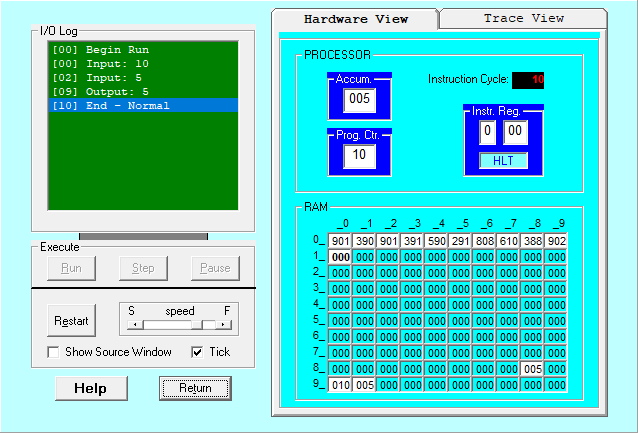 Hardware View
Trace View
I/O Log
[00] Begin Run
[00] Input: 10
[02] Input: 5
[09] Output: 5
[10] End - Normal
Execute
Run Step Pause
Restart
S speed F
Show Source Window Tick
Help Return
PROCESSOR
Accum.
005
Prog. Ctr.
10
Instruction Cycle: 10
Instr. Reg.
0 00
HLT
RAM
_0 _1 _2 _3 _4 _5 _6 _7 _8 _9
0_ 901 390 901 391 590 291 808 610 388 902
1_ 000 000 000 000 000 000 000 000 000 000
2_ 000 000 000 000 000 000 000 000 000 000
3_ 000 000 000 000 000 000 000 000 000 000
4_ 000 000 000 000 000 000 000 000 000 000
5_ 000 000 000 000 000 000 000 000 000 000
6_ 000 000 000 000 000 000 000 000 000 000
7_ 000 000 000 000 000 000 000 000 000 000
8_ 000 000 000 000 000 000 000 000 005 000
9_ 010 005 000 000 000 000 000 000 000 000